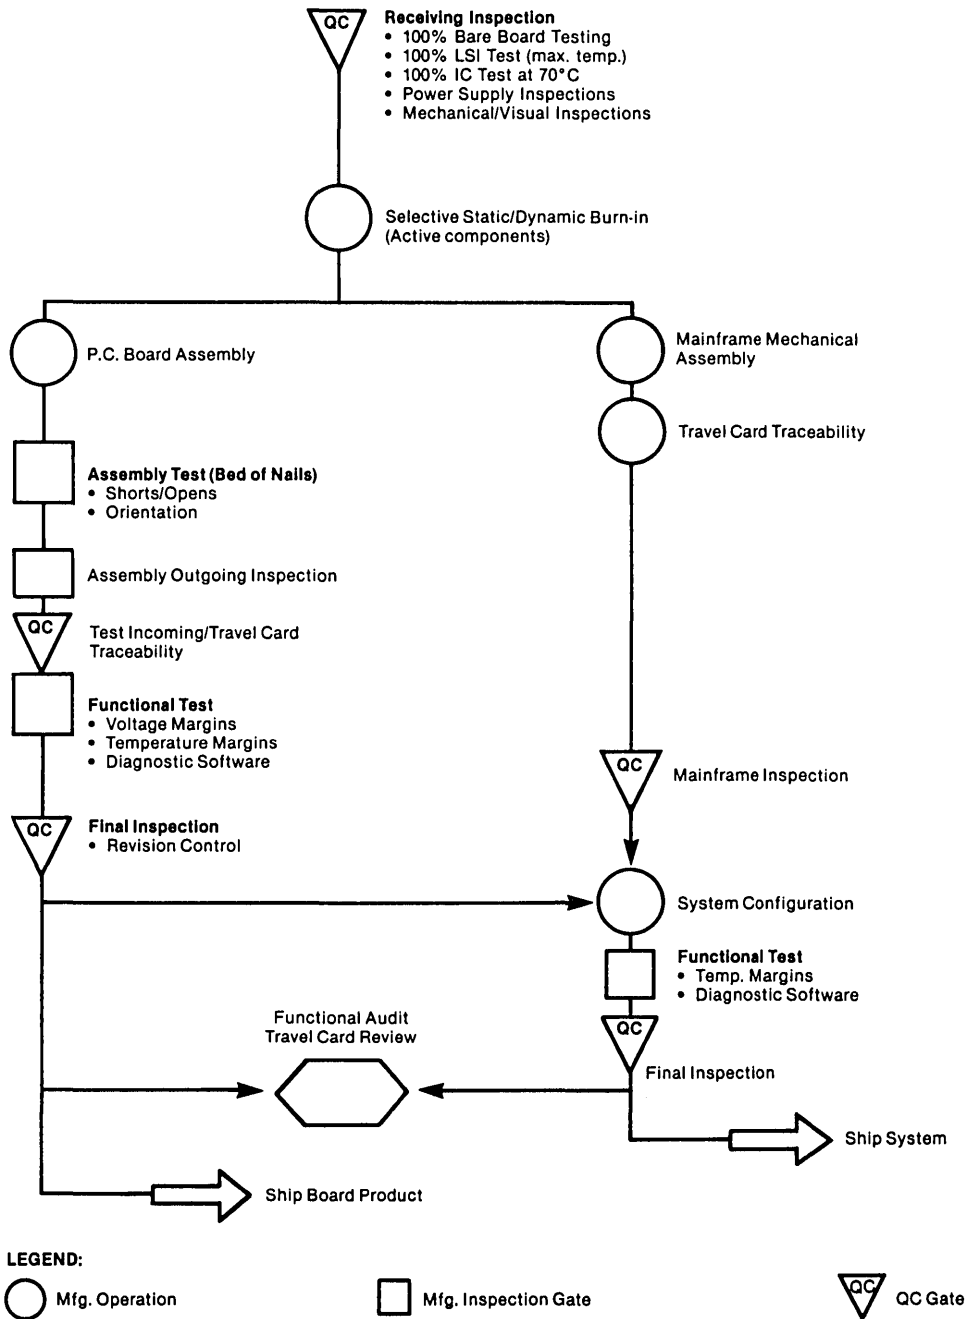 QC
Receiving Inspection
• 100% Bare Board Testing
• 100% LSI Test (max. temp.)
• 100% IC Test at 70°C
• Power Supply Inspections
• Mechanical/Visual Inspections
Selective Static/Dynamic Burn-in
(Active components)
P.C. Board Assembly
Mainframe Mechanical
Assembly
Travel Card Traceability
Assembly Test (Bed of Nails)
• Shorts/Opens
• Orientation
Assembly Outgoing Inspection
QC
Test Incoming/Travel Card
Traceability
Functional Test
• Voltage Margins
• Temperature Margins
• Diagnostic Software
QC
Mainframe Inspection
QC
Final Inspection
• Revision Control
System Configuration
Functional Test
• Temp. Margins
• Diagnostic Software
Functional Audit
Travel Card Review
QC
Final Inspection
Ship System
Ship Board Product
LEGEND:
Mfg. Operation
Mfg. Inspection Gate
QC
QC Gate